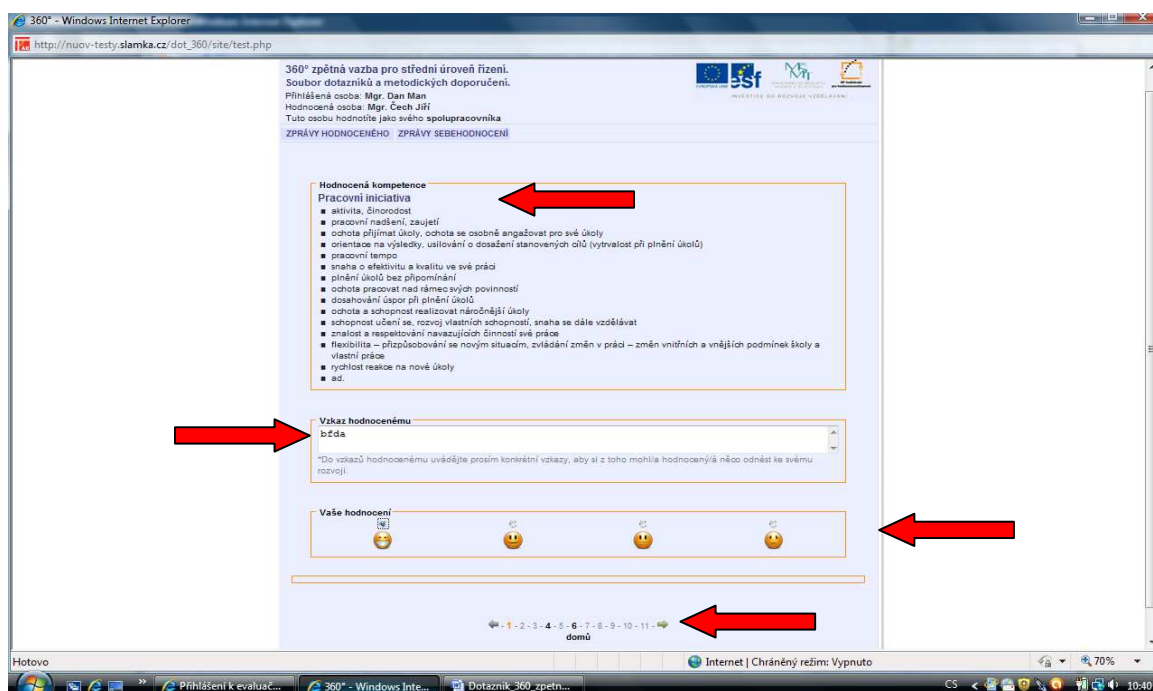 360° - Windows Internet Explorer
http://nuov-testy.slamka.cz/dot_360/site/test.php
360° zpětná vazba pro střední úroveň řízení.
Soubor dotazníků a metodických doporučení.
Přihlášená osoba: Mgr. Dan Man
Hodnocená osoba: Mgr. Čech Jiří
Tuto osobu hodnotíte jako svého spolupracovníka
esf
INVESTICE DO ROZVOJE VZDĚLÁVÁNÍ
ZPRÁVY HODNOCENÉHO ZPRÁVY SEBEHODNOCENÍ
Hodnocená kompetence
Pracovní iniciativa
aktivita, činorodost
pracovní nadšení, zaujetí
ochota přijímat úkoly, ochota se osobně angažovat pro své úkoly
orientace na výsledky, usilování o dosažení stanovených cílů (vytrvalost při plnění úkolů)
pracovní tempo
snaha o efektivitu a kvalitu ve své práci
plnění úkolů bez připomínání
ochota pracovat nad rámec svých povinností
dosahování úspor při plnění úkolů
ochota a schopnost realizovat náročnější úkoly
schopnost učení se, rozvoj vlastních schopností, snaha se dále vzdělávat
znalost a respektování navazujících činností své práce
flexibilita – přizpůsobování se novým situacím, zvládání změn v práci – změn vnitřních a vnějších podmínek školy a
vlastní práce
rychlost reakce na nové úkoly
ad.
Vzkaz hodnocenému
bfda
*Do vzkazů hodnocenému uvádějte prosím konkrétní vzkazy, aby si z toho mohl/a hodnocený/á něco odnést ke svému
rozvoji.
Vaše hodnocení
- 1 - 2 - 3 - 4 - 5 - 6 - 7 - 8 - 9 - 10 - 11 -
domů
Hotovo
Internet | Chráněný režim: Vypnuto
70%
Přihlášení k evaluač...
360° - Windows Inte...
Dotaznik_360_zpetn...
CS
10:40